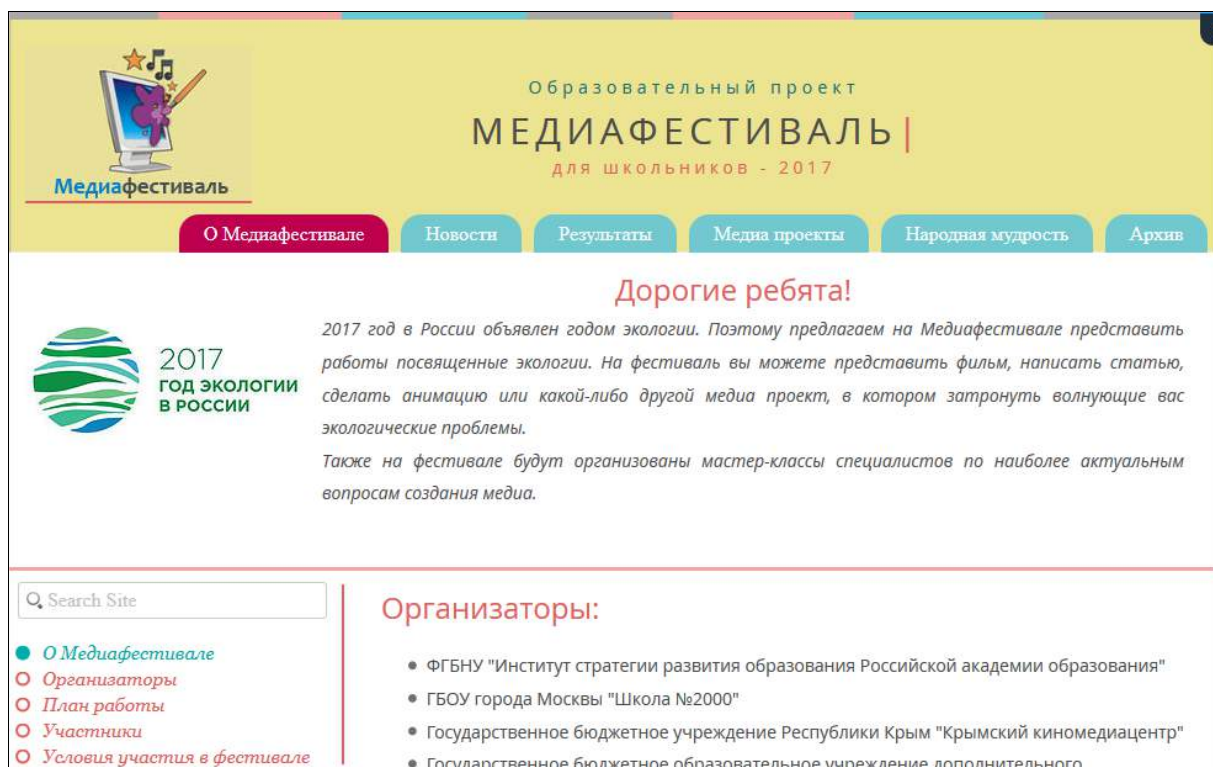 Образовательный проект
МЕДИАФЕСТИВАЛЬ|
для школьников - 2017
Медиафестиваль
О Медиафестивале
Новости
Результаты
Медиа проекты
Народная мудрость
Архив
Дорогие ребята!
2017
ГОД ЭКОЛОГИИ
В РОССИИ
2017 год в России объявлен годом экологии. Поэтому предлагаем на Медиафестивале представить
работы посвященные экологии. На фестиваль вы можете представить фильм, написать статью,
сделать анимацию или какой-либо другой медиа проект, в котором затронуть волнующие вас
экологические проблемы.
Также на фестивале будут организованы мастер-классы специалистов по наиболее актуальным
вопросам создания медиа.
Search Site
О Медиафестивале
Организаторы
План работы
Участники
Условия участия в фестивале
Организаторы:
ФГБНУ "Институт стратегии развития образования Российской академии образования"
ГБОУ города Москвы "Школа №2000"
Государственное бюджетное учреждение Республики Крым "Крымский киномедиацентр"
Государственное бюджетное образовательное учреждение дополнительного